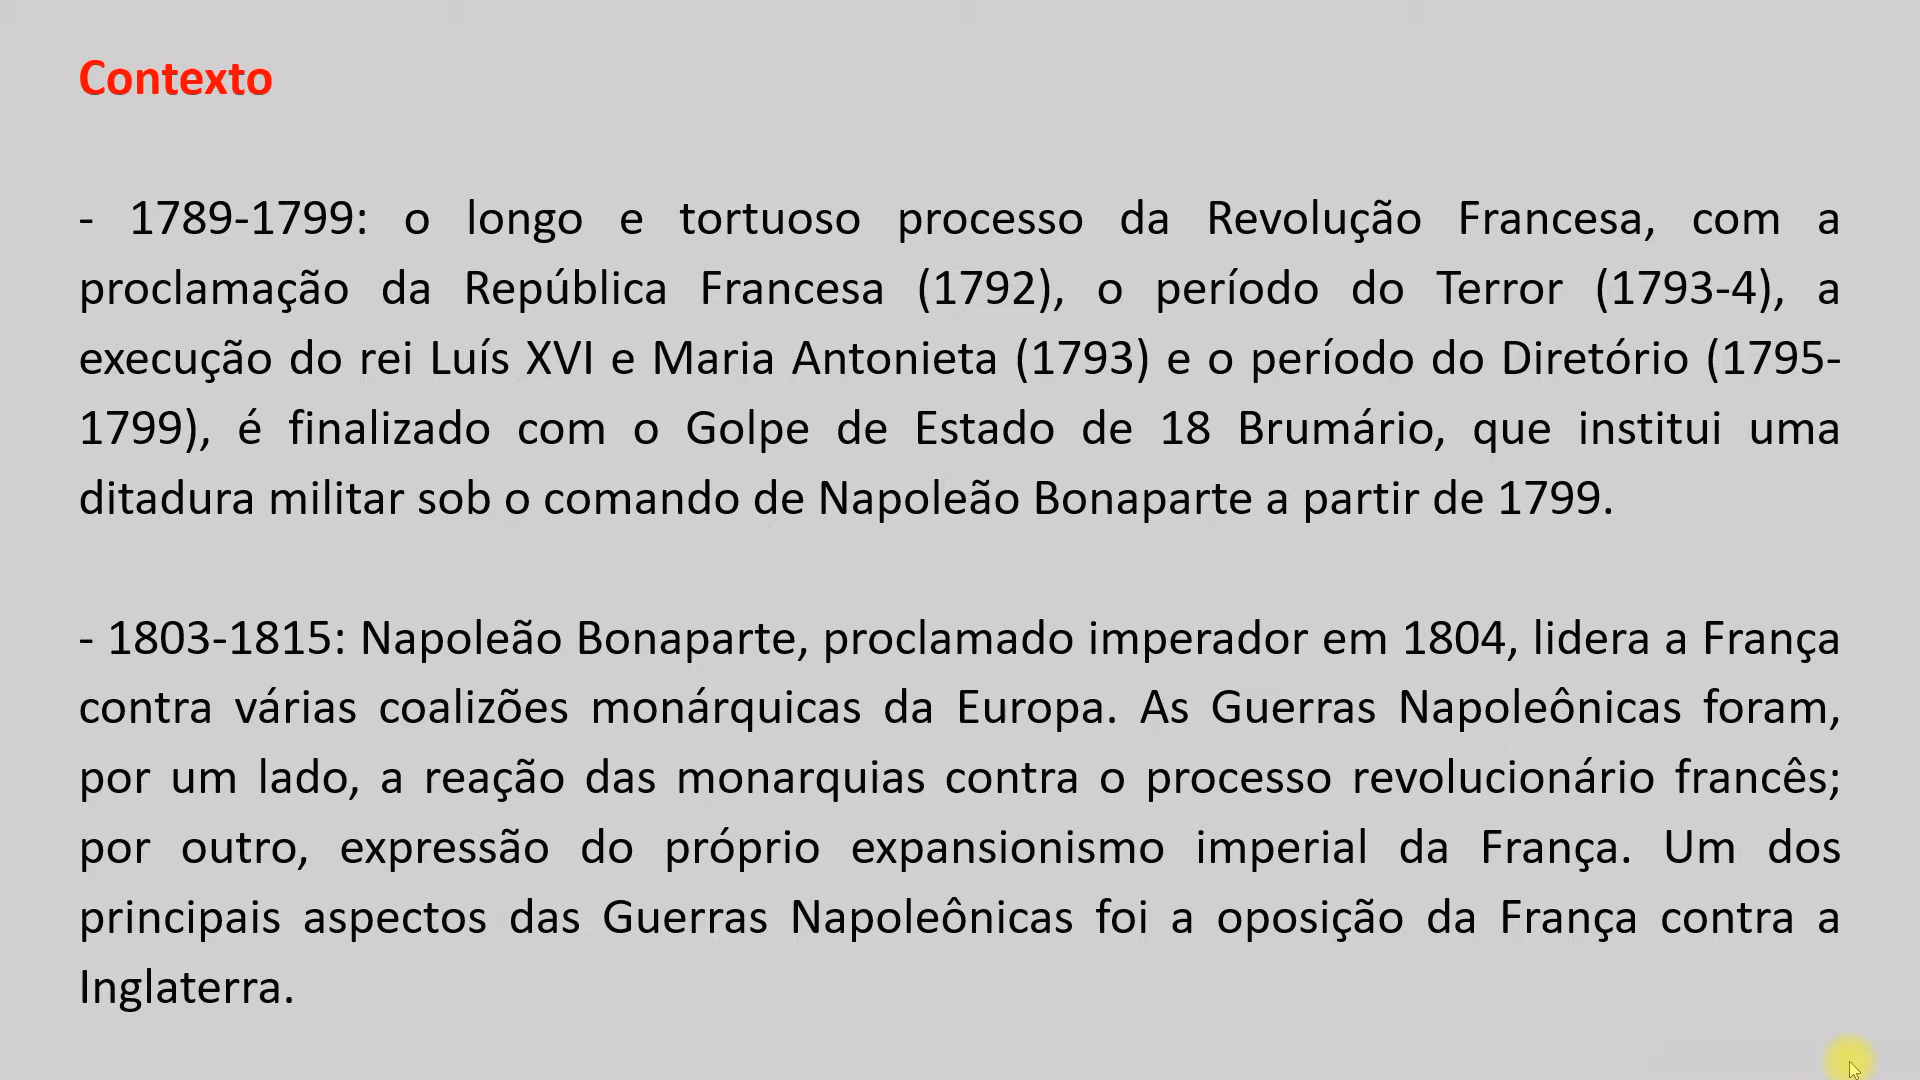 Contexto
- 1789-1799: o longo e tortuoso processo da Revolução Francesa, com a
proclamação da República Francesa (1792), o período do Terror (1793-4), a
execução do rei Luís XVI e Maria Antonieta (1793) e o período do Diretório (1795-
1799), é finalizado com o Golpe de Estado de 18 Brumário, que institui uma
ditadura militar sob o comando de Napoleão Bonaparte a partir de 1799.
- 1803-1815: Napoleão Bonaparte, proclamado imperador em 1804, lidera a França
contra várias coalizões monárquicas da Europa. As Guerras Napoleônicas foram,
por um lado, a reação das monarquias contra o processo revolucionário francês;
por outro, expressão do próprio expansionismo imperial da França. Um dos
principais aspectos das Guerras Napoleônicas foi a oposição da França contra a
Inglaterra.